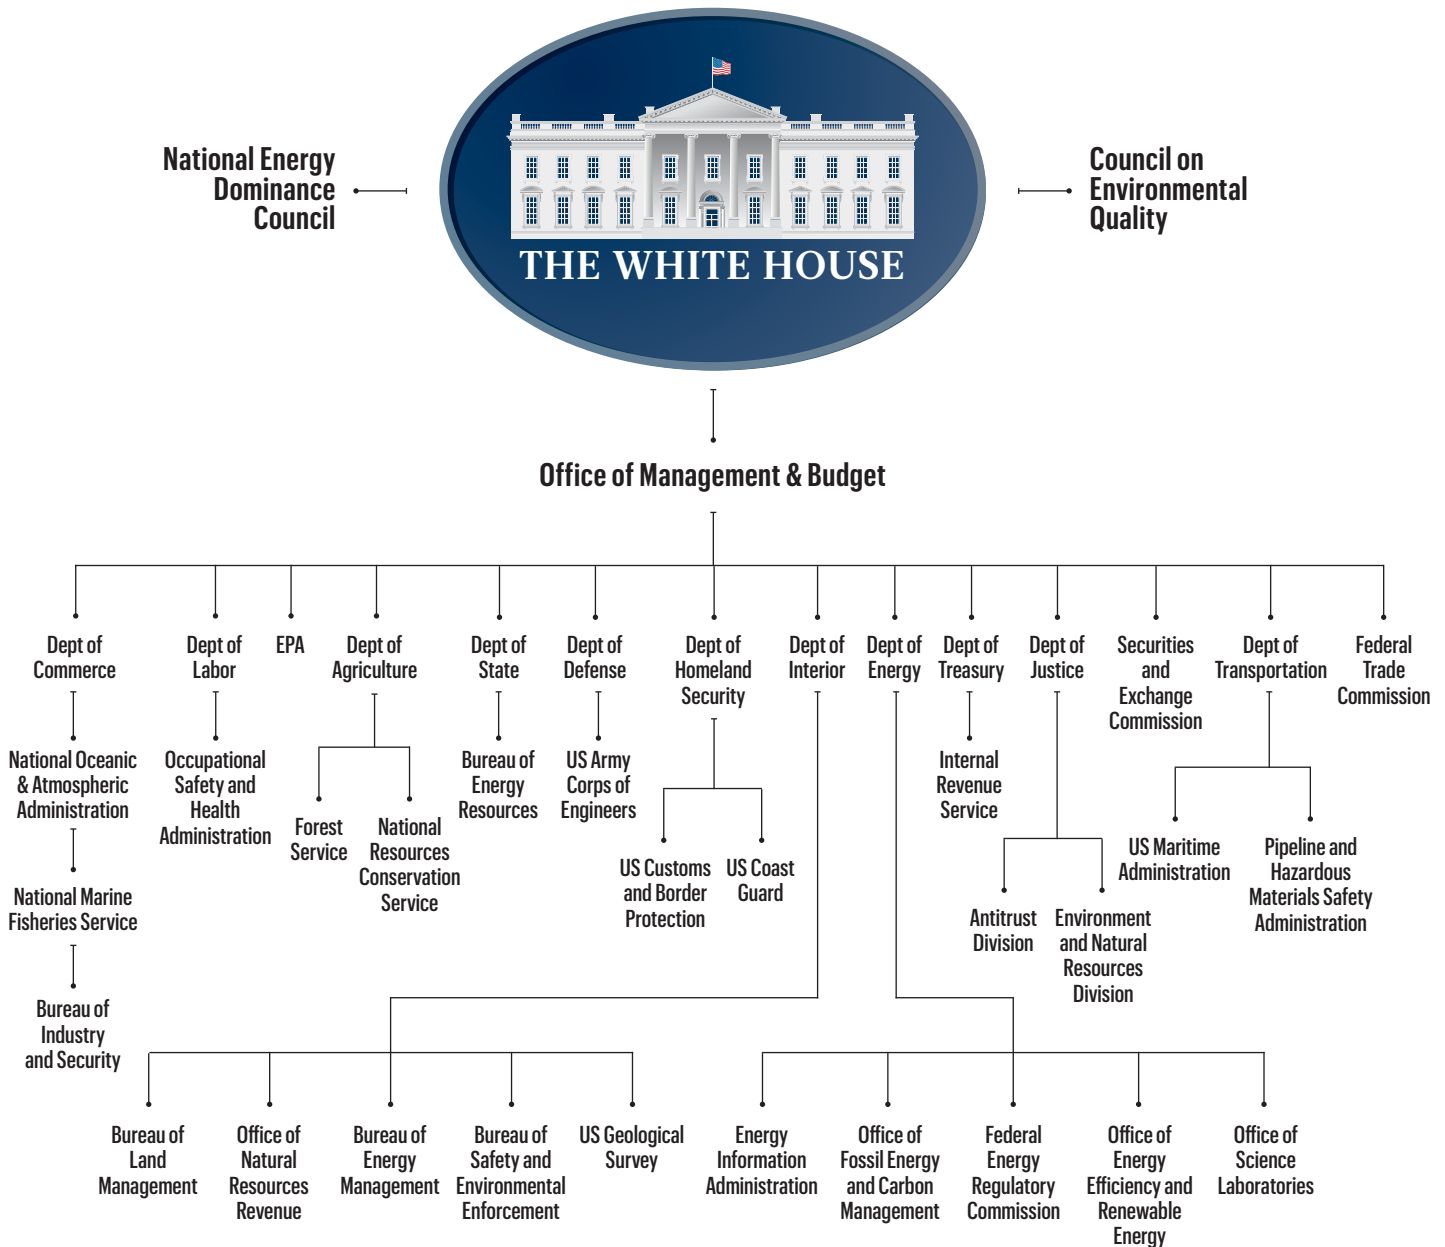 National Energy
Dominance
Council
Council on
Environmental
Quality
THE WHITE HOUSE
Office of Management & Budget
Dept of
Commerce
Dept of
Labor
EPA
Dept of
Agriculture
Dept of
State
Dept of
Defense
Dept of
Homeland
Security
Dept of
Interior
Dept of
Energy
Dept of
Treasury
Dept of
Justice
Securities
and
Exchange
Commission
Dept of
Transportation
Federal
Trade
Commission
National Oceanic
& Atmospheric
Administration
Occupational
Safety and
Health
Administration
Forest
Service
National
Resources
Conservation
Service
Bureau of
Energy
Resources
US Army
Corps of
Engineers
US Customs
and Border
Protection
US Coast
Guard
Internal
Revenue
Service
Antitrust
Division
Environment
and Natural
Resources
Division
US Maritime
Administration
Pipeline and
Hazardous
Materials Safety
Administration
National Marine
Fisheries Service
Bureau of
Industry
and Security
Bureau of
Land
Management
Office of
Natural
Resources
Revenue
Bureau of
Energy
Management
Bureau of
Safety and
Environmental
Enforcement
US Geological
Survey
Energy
Information
Administration
Office of
Fossil Energy
and Carbon
Management
Federal
Energy
Regulatory
Commission
Office of
Energy
Efficiency and
Renewable
Energy
Office of
Science
Laboratories